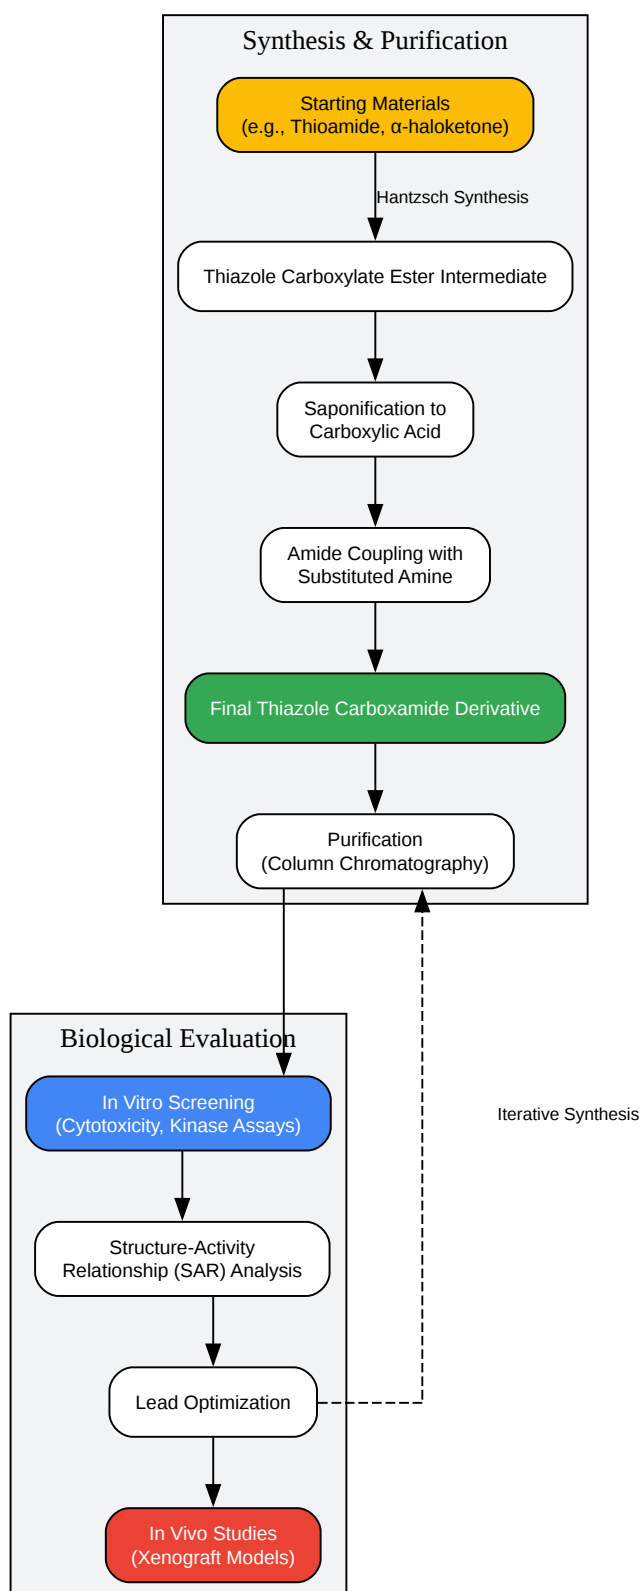 Synthesis & Purification
Starting Materials
(e.g., Thioamide, α-haloketone)
Hantzsch Synthesis
Thiazole Carboxylate Ester Intermediate
Saponification to
Carboxylic Acid
Amide Coupling with
Substituted Amine
Final Thiazole Carboxamide Derivative
Purification
(Column Chromatography)
Biological Evaluation
In Vitro Screening
(Cytotoxicity, Kinase Assays)
Iterative Synthesis
Structure-Activity
Relationship (SAR) Analysis
Lead Optimization
In Vivo Studies
(Xenograft Models)